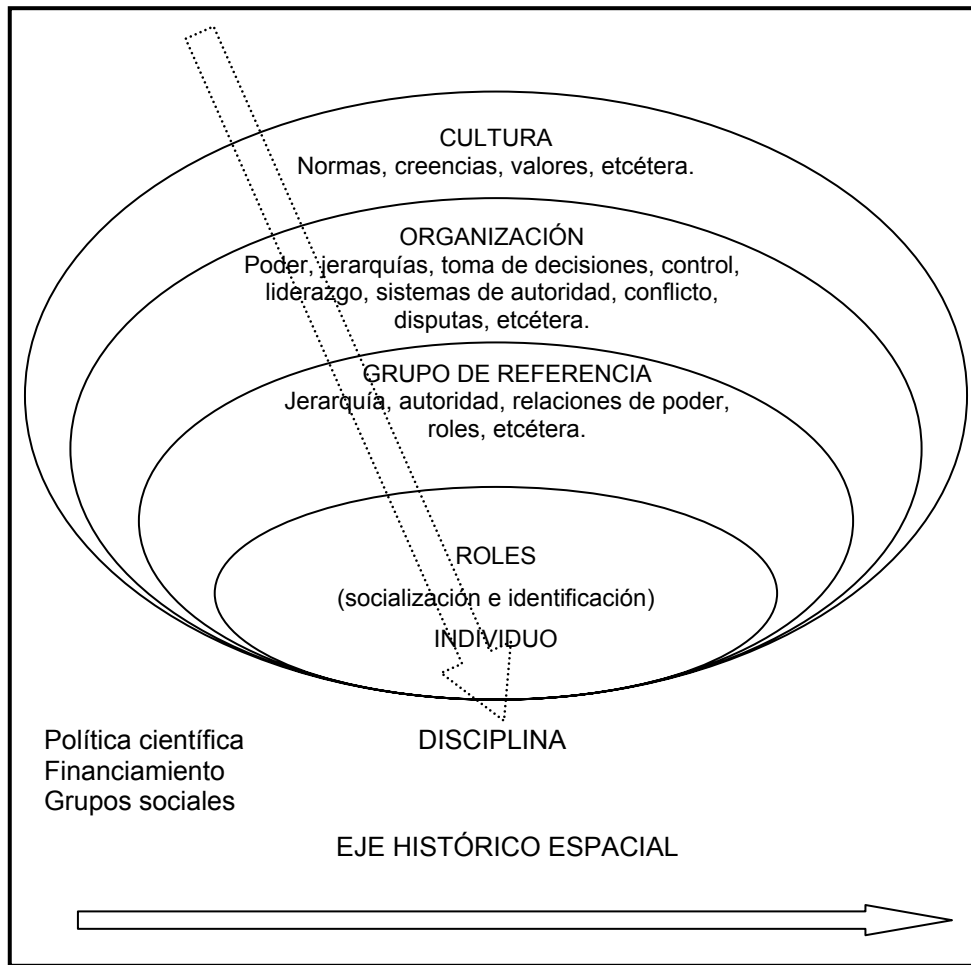 CULTURA
Normas, creencias, valores, etcétera.
ORGANIZACIÓN
Poder, jerarquías, toma de decisiones, control,
liderazgo, sistemas de autoridad, conflicto,
disputas, etcétera.
GRUPO DE REFERENCIA
Jerarquía, autoridad, relaciones de poder,
roles, etcétera.
ROLES
(socialización e identificación)
INDIVIDUO
DISCIPLINA
Política científica
Financiamiento
Grupos sociales
EJE HISTÓRICO ESPACIAL